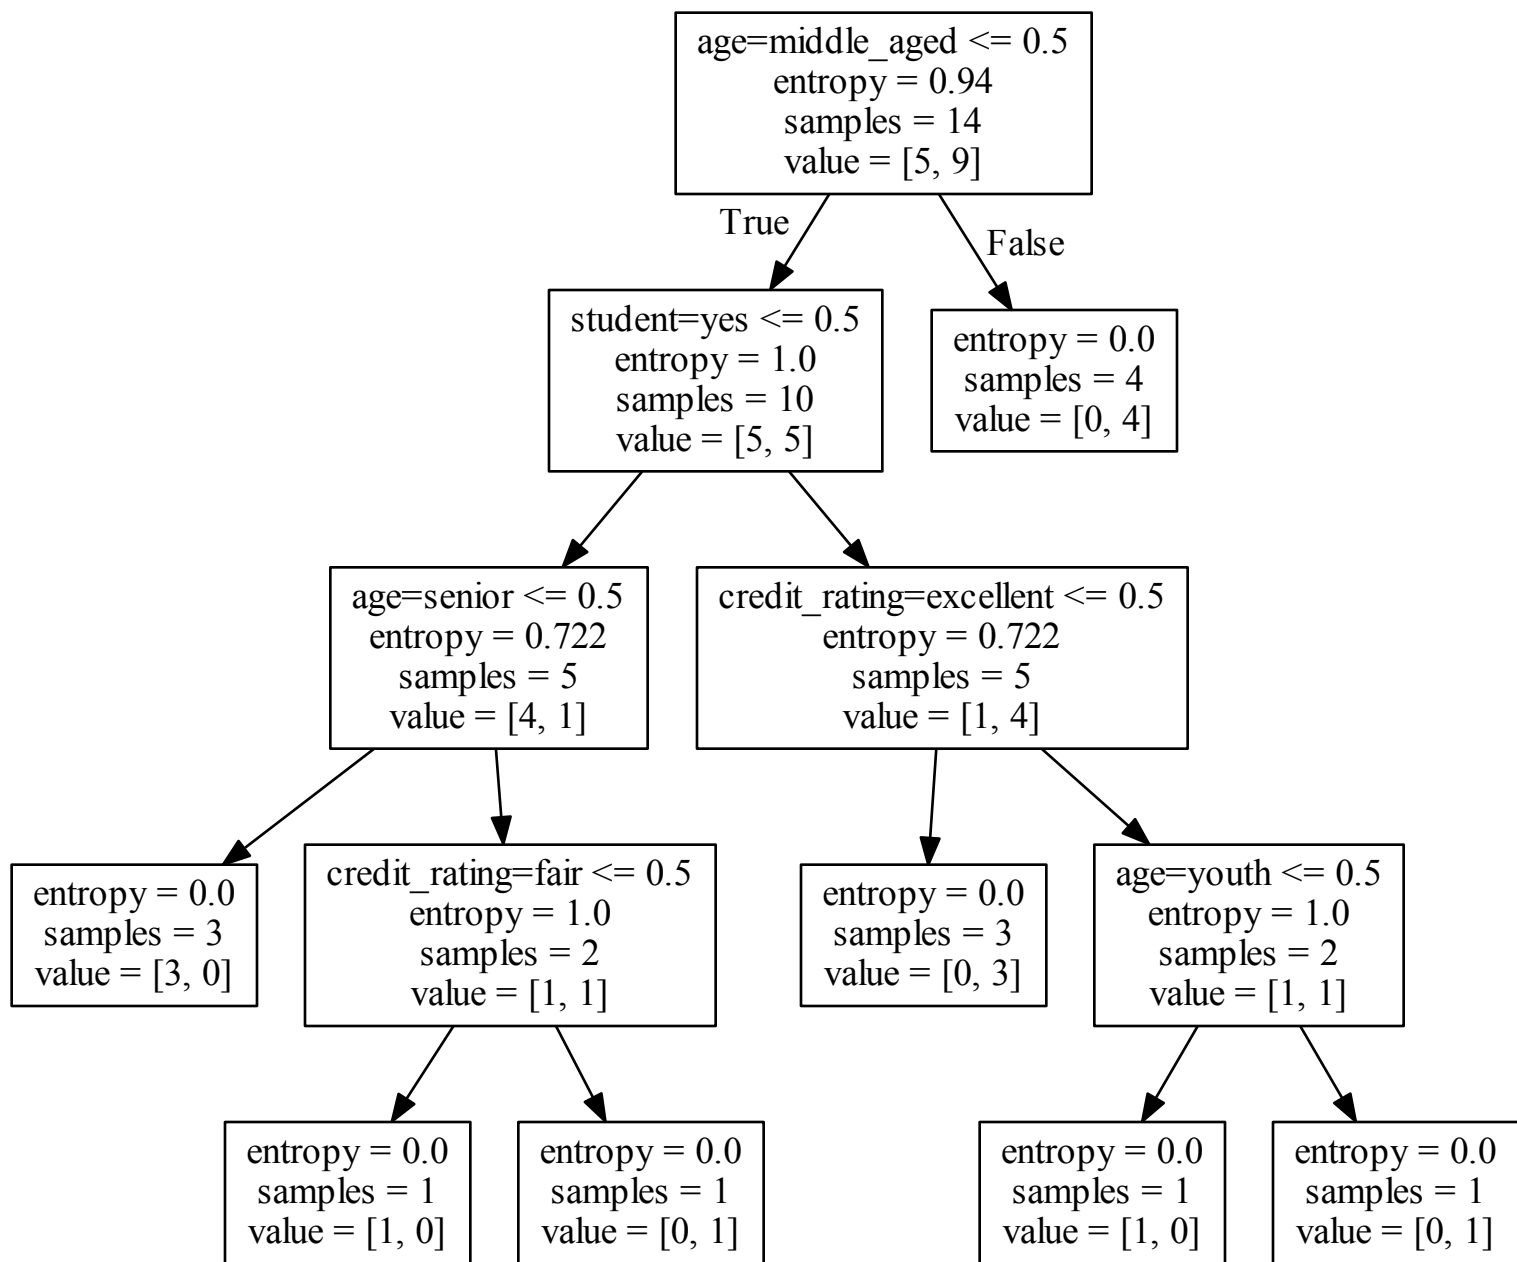 age=middle_aged <= 0.5
entropy = 0.94
samples = 14
value = [5, 9]
True
False
student=yes <= 0.5
entropy = 1.0
samples = 10
value = [5, 5]
entropy = 0.0
samples = 4
value = [0, 4]
age=senior <= 0.5
entropy = 0.722
samples = 5
value = [4, 1]
credit_rating=excellent <= 0.5
entropy = 0.722
samples = 5
value = [1, 4]
entropy = 0.0
samples = 3
value = [3, 0]
credit_rating=fair <= 0.5
entropy = 1.0
samples = 2
value = [1, 1]
entropy = 0.0
samples = 3
value = [0, 3]
age=youth <= 0.5
entropy = 1.0
samples = 2
value = [1, 1]
entropy = 0.0
samples = 1
value = [1, 0]
entropy = 0.0
samples = 1
value = [0, 1]
entropy = 0.0
samples = 1
value = [1, 0]
entropy = 0.0
samples = 1
value = [0, 1]